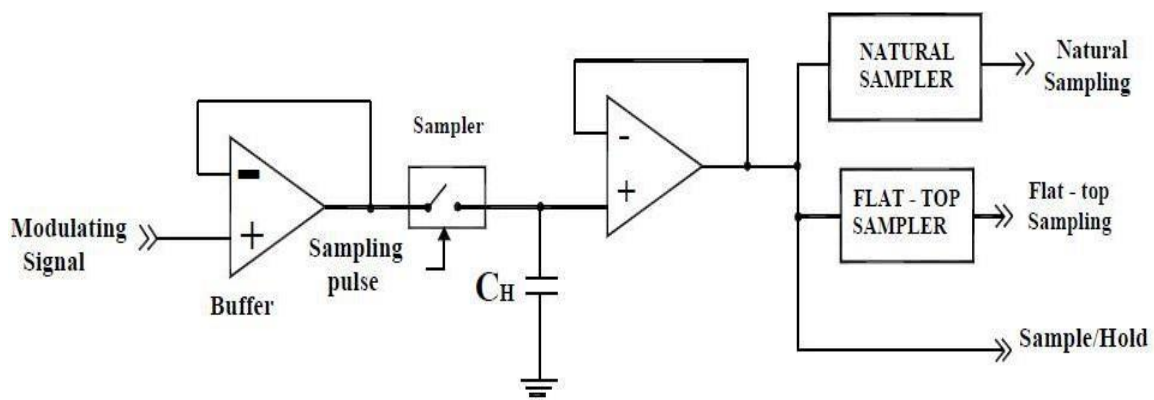 Modulating
Signal
-
+
Buffer
Sampling
pulse
Sampler
CH
-
+
NATURAL
SAMPLER
Natural
Sampling
FLAT - TOP
SAMPLER
Flat - top
Sampling
Sample/Hold